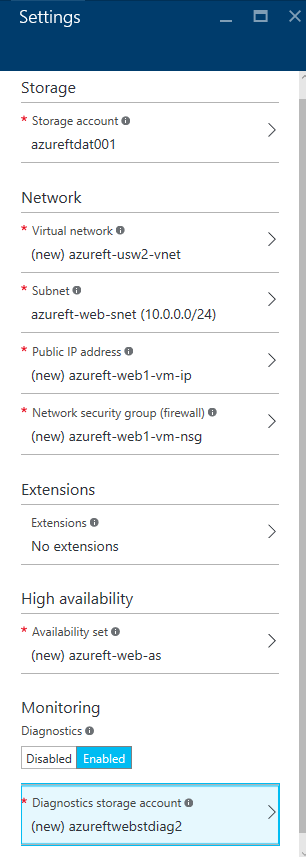 Settings
Storage
* Storage account
azureftdat001
Network
* Virtual network
(new) azureft-usw2-vnet
* Subnet
azureft-web-snet (10.0.0.0/24)
* Public IP address
(new) azureft-web1-vm-ip
* Network security group (firewall)
(new) azureft-web1-vm-nsg
Extensions
Extensions
No extensions
High availability
* Availability set
(new) azureft-web-as
Monitoring
Diagnostics
Disabled Enabled
* Diagnostics storage account
(new) azureftwebstdiag2